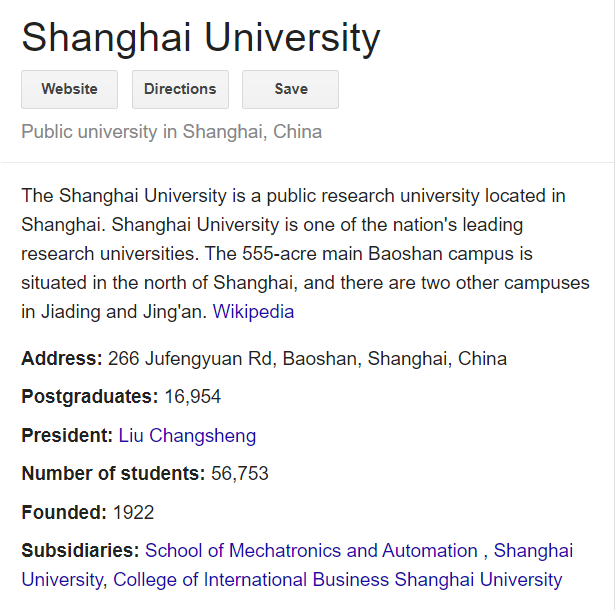 Shanghai University
Website Directions Save
Public university in Shanghai, China
The Shanghai University is a public research university located in
Shanghai. Shanghai University is one of the nation's leading
research universities. The 555-acre main Baoshan campus is
situated in the north of Shanghai, and there are two other campuses
in Jiading and Jing'an. Wikipedia
Address: 266 Jufengyuan Rd, Baoshan, Shanghai, China
Postgraduates: 16,954
President: Liu Changsheng
Number of students: 56,753
Founded: 1922
Subsidiaries: School of Mechatronics and Automation , Shanghai
University, College of International Business Shanghai University